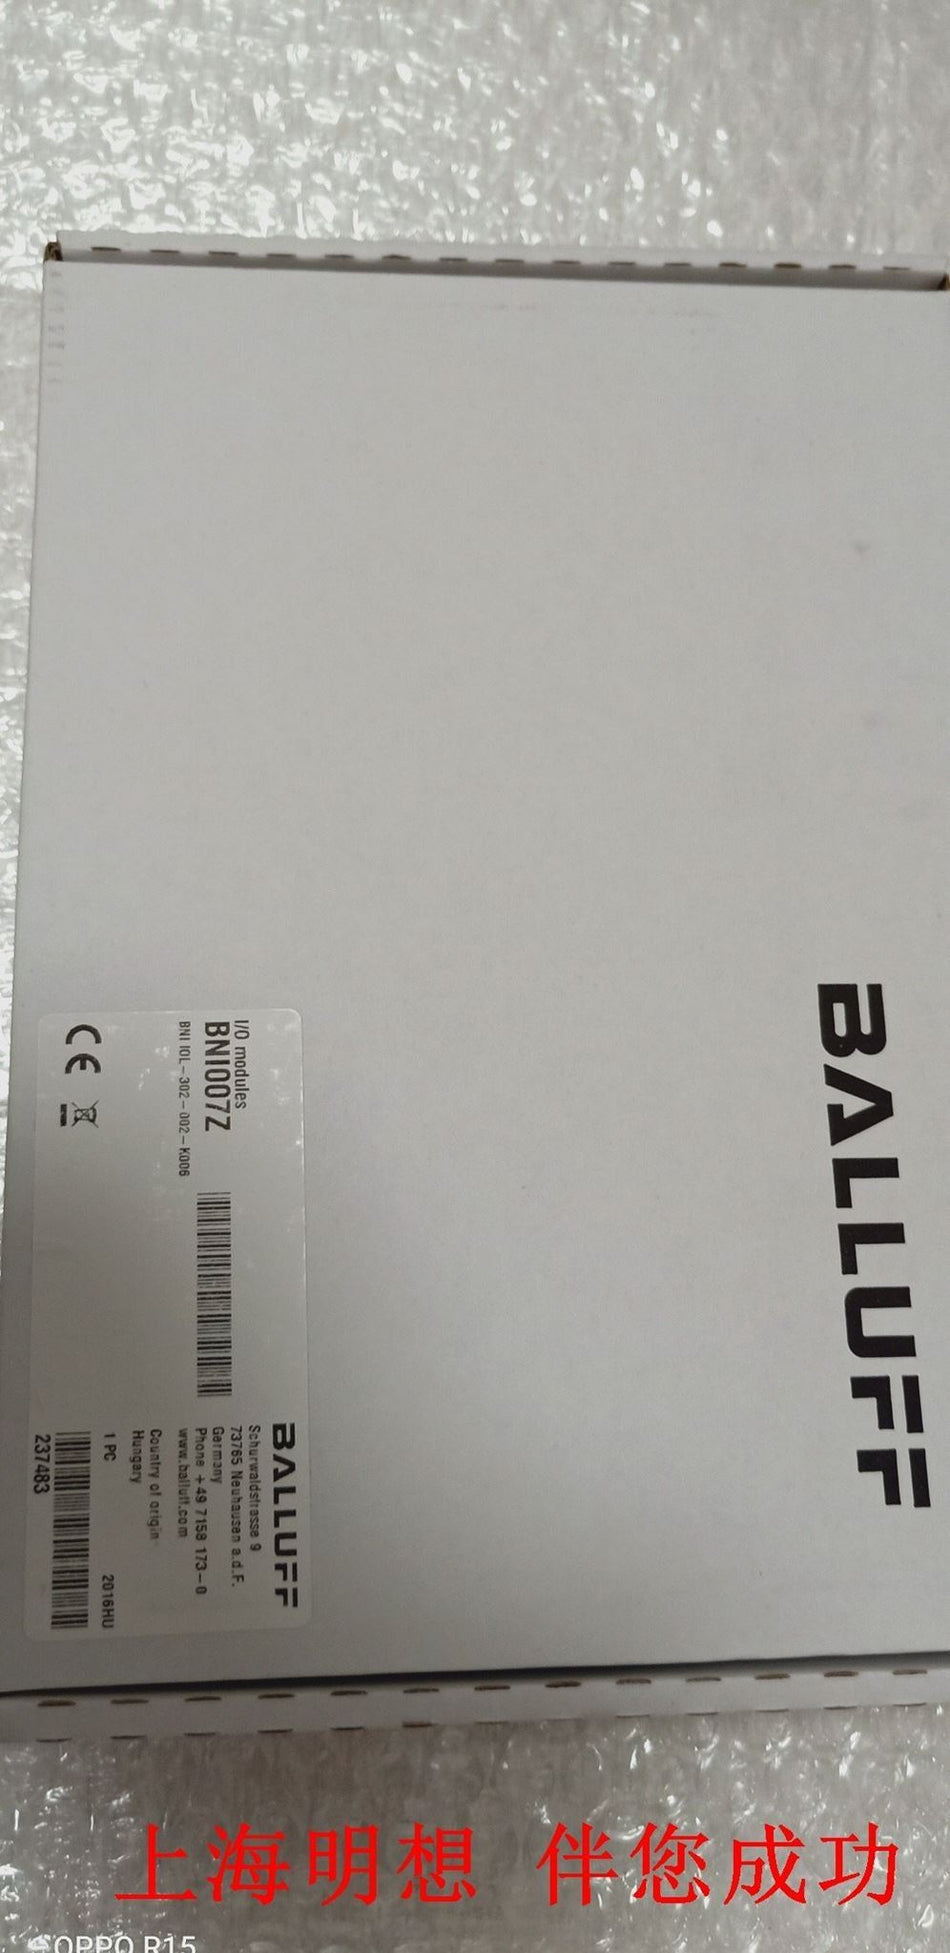 BALLUFF
I/O modules
BNI007Z
BNI IOL-302-002-K006
CE
BALLUFF
Schurwaldstrasse 9
73765 Neuhausen a.d.F.
Germany
Phone +49 7158 173-0
www.balluff.com
Country of origin
Hungary
1 PC 2016HU
237483
上海明想 伴您成功
OPPO R15